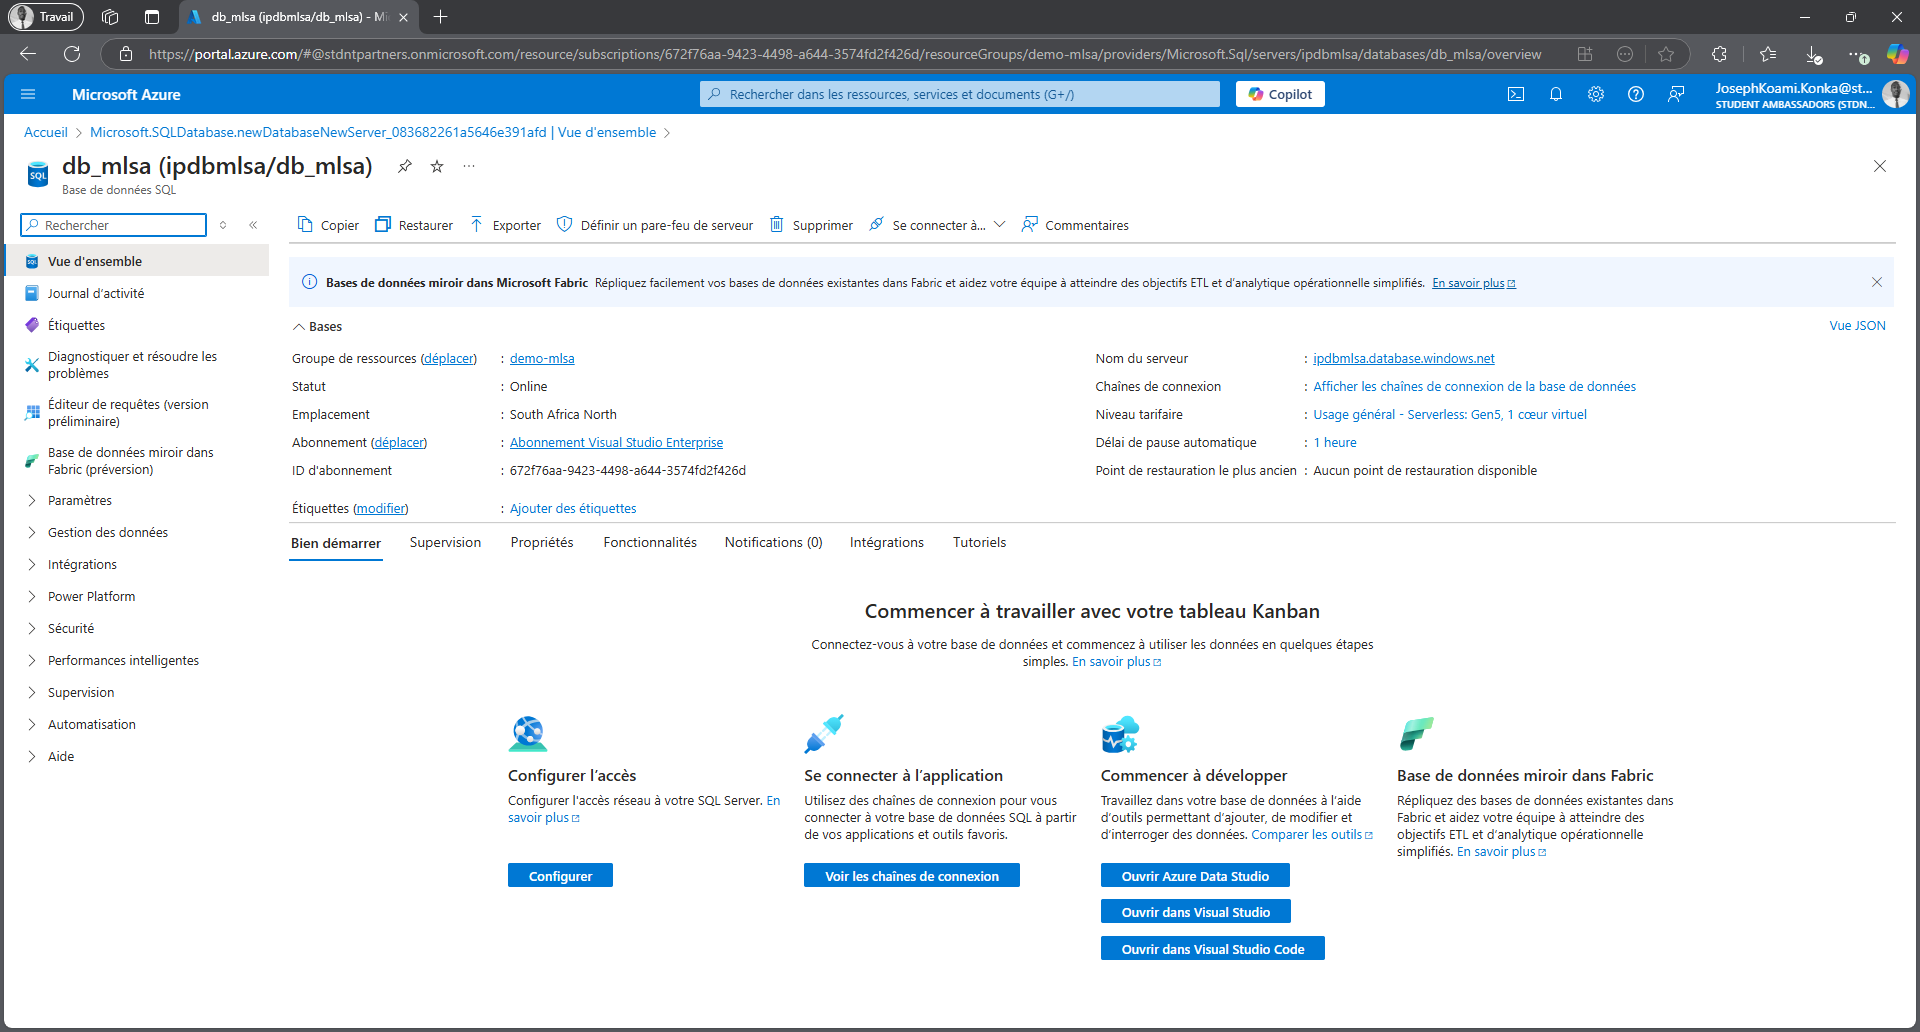 Travail
db_mlsa (ipdbmlsa/db_mlsa) - Mi
https://portal.azure.com/#@stdntpartners.onmicrosoft.com/resource/subscriptions/672f76aa-9423-4498-a644-3574fd2f426d/resourceGroups/demo-mlsa/providers/Microsoft.Sql/servers/ipdbmlsa/databases/db_mlsa/overview
Microsoft Azure
Rechercher dans les ressources, services et documents (G+/)
Copilot
JosephKoami.Konka@st...
STUDENT AMBASSADORS (STDN...
Accueil > Microsoft.SQLDatabase.newDatabaseNewServer_083682261a5646e391afd | Vue d'ensemble >
SQL
db_mlsa (ipdbmlsa/db_mlsa)
Base de données SQL
Rechercher
Copier
Restaurer
Exporter
Définir un pare-feu de serveur
Supprimer
Se connecter à...
Commentaires
Vue d'ensemble
Journal d’activité
Étiquettes
Diagnostiquer et résoudre les
problèmes
Éditeur de requêtes (version
préliminaire)
Base de données miroir dans
Fabric (préversion)
Paramètres
Gestion des données
Intégrations
Power Platform
Sécurité
Performances intelligentes
Supervision
Automatisation
Aide
Bases de données miroir dans Microsoft Fabric Répliquez facilement vos bases de données existantes dans Fabric et aidez votre équipe à atteindre des objectifs ETL et d’analytique opérationnelle simplifiés. En savoir plus
Bases
Vue JSON
Groupe de ressources (déplacer) : demo-mlsa
Statut : Online
Emplacement : South Africa North
Abonnement (déplacer) : Abonnement Visual Studio Enterprise
ID d'abonnement : 672f76aa-9423-4498-a644-3574fd2f426d
Étiquettes (modifier) : Ajouter des étiquettes
Nom du serveur : ipdbmlsa.database.windows.net
Chaînes de connexion : Afficher les chaînes de connexion de la base de données
Niveau tarifaire : Usage général - Serverless: Gen5, 1 cœur virtuel
Délai de pause automatique : 1 heure
Point de restauration le plus ancien : Aucun point de restauration disponible
Bien démarrer
Supervision
Propriétés
Fonctionnalités
Notifications (0)
Intégrations
Tutoriels
Commencer à travailler avec votre tableau Kanban
Connectez-vous à votre base de données et commencez à utiliser les données en quelques étapes
simples. En savoir plus
Configurer l’accès
Configurer l'accès réseau à votre SQL Server. En
savoir plus
Configurer
Se connecter à l’application
Utilisez des chaînes de connexion pour vous
connecter à votre base de données SQL à partir
de vos applications et outils favoris.
Voir les chaînes de connexion
Commencer à développer
Travaillez dans votre base de données à l’aide
d’outils permettant d’ajouter, de modifier et
d’interroger des données. Comparer les outils
Ouvrir Azure Data Studio
Ouvrir dans Visual Studio
Ouvrir dans Visual Studio Code
Base de données miroir dans Fabric
Répliquez des bases de données existantes dans
Fabric et aidez votre équipe à atteindre des
objectifs ETL et d’analytique opérationnelle
simplifiés. En savoir plus